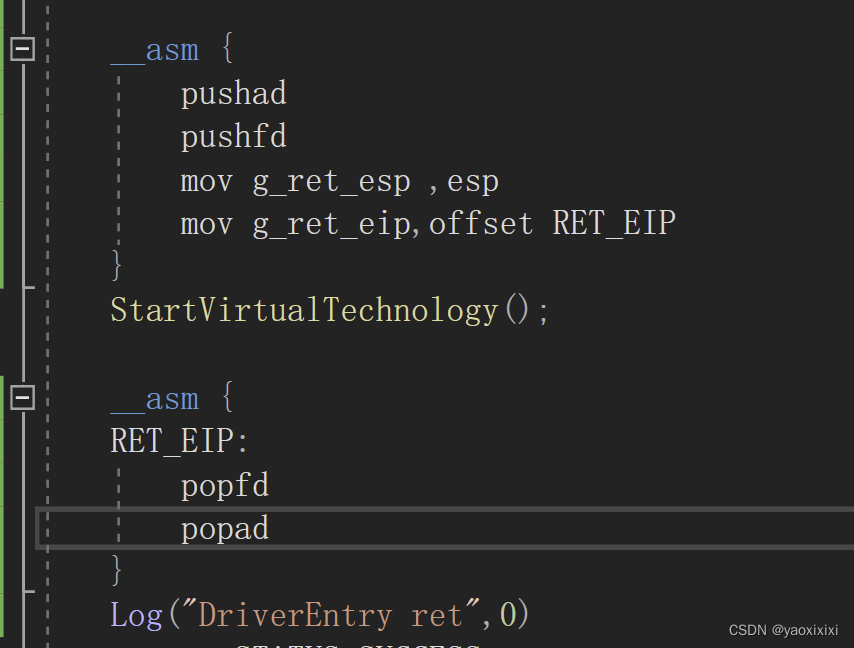 __asm {
pushad
pushfd
mov g_ret_esp ,esp
mov g_ret_eip,offset RET_EIP
}
StartVirtualTechnology();
__asm {
RET_EIP:
popfd
popad
}
Log("DriverEntry ret",0)
CSDN @yaoxixixi